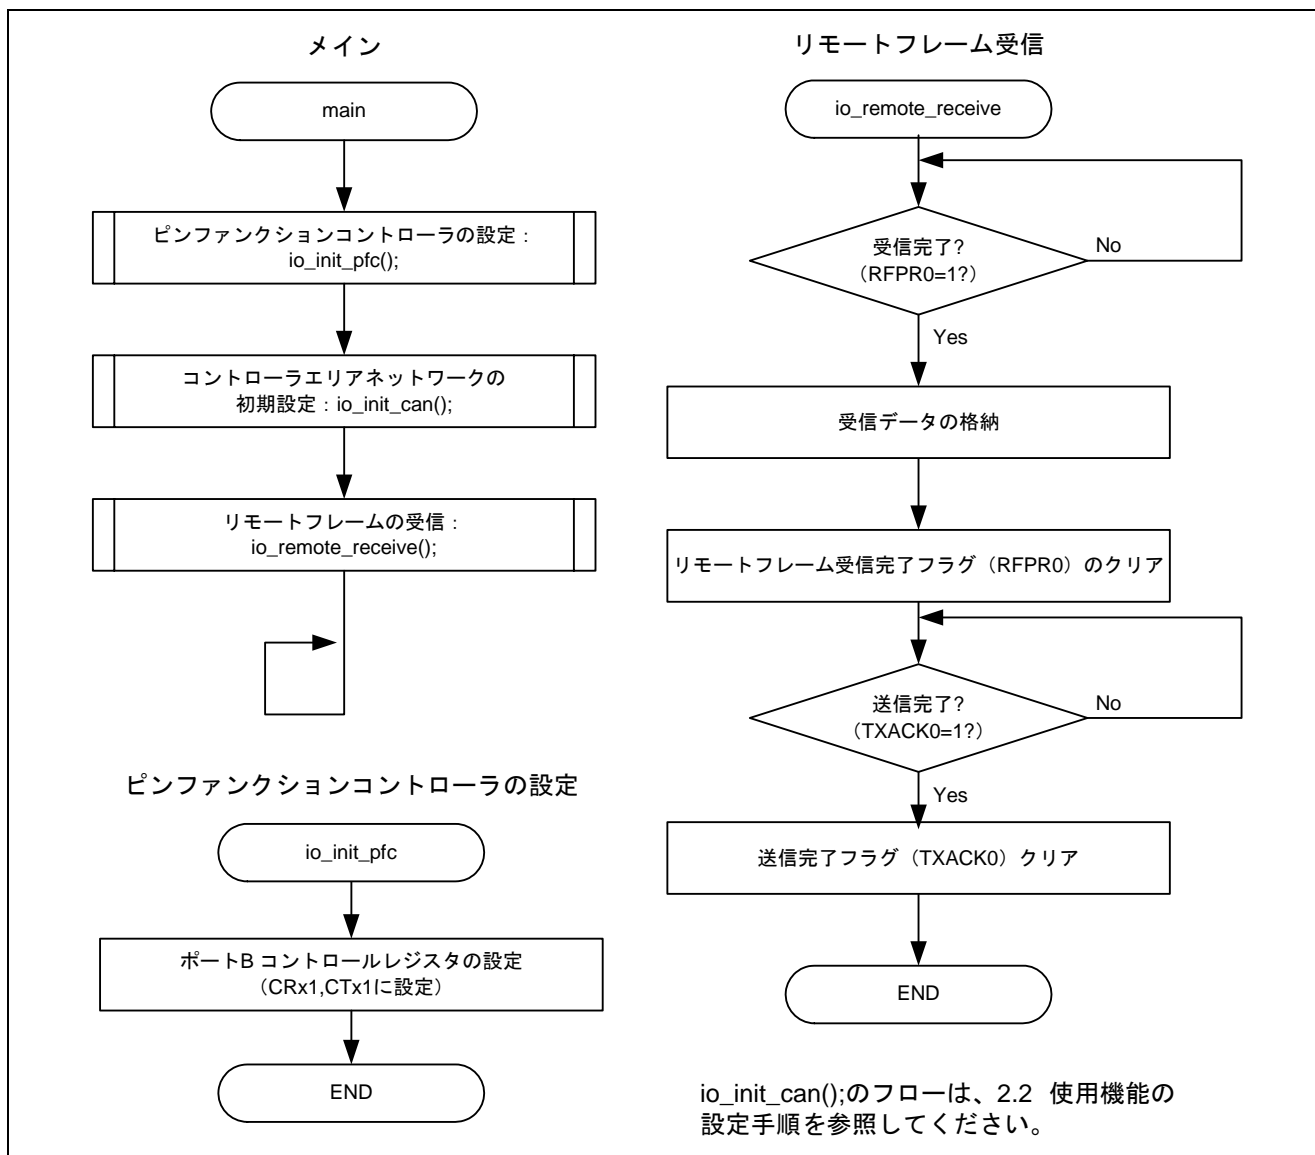 メイン
main
ピンファンクションコントローラの設定：
io_init_pfc();
コントローラエリアネットワークの
初期設定：io_init_can();
リモートフレームの受信：
io_remote_receive();
ピンファンクションコントローラの設定
io_init_pfc
ポートB コントロールレジスタの設定
（CRx1,CTx1に設定）
END
リモートフレーム受信
io_remote_receive
受信完了?
（RFPR0=1?）
No
Yes
受信データの格納
リモートフレーム受信完了フラグ（RFPR0）のクリア
送信完了?
（TXACK0=1?）
No
Yes
送信完了フラグ（TXACK0）クリア
END
io_init_can();のフローは、2.2 使用機能の
設定手順を参照してください。